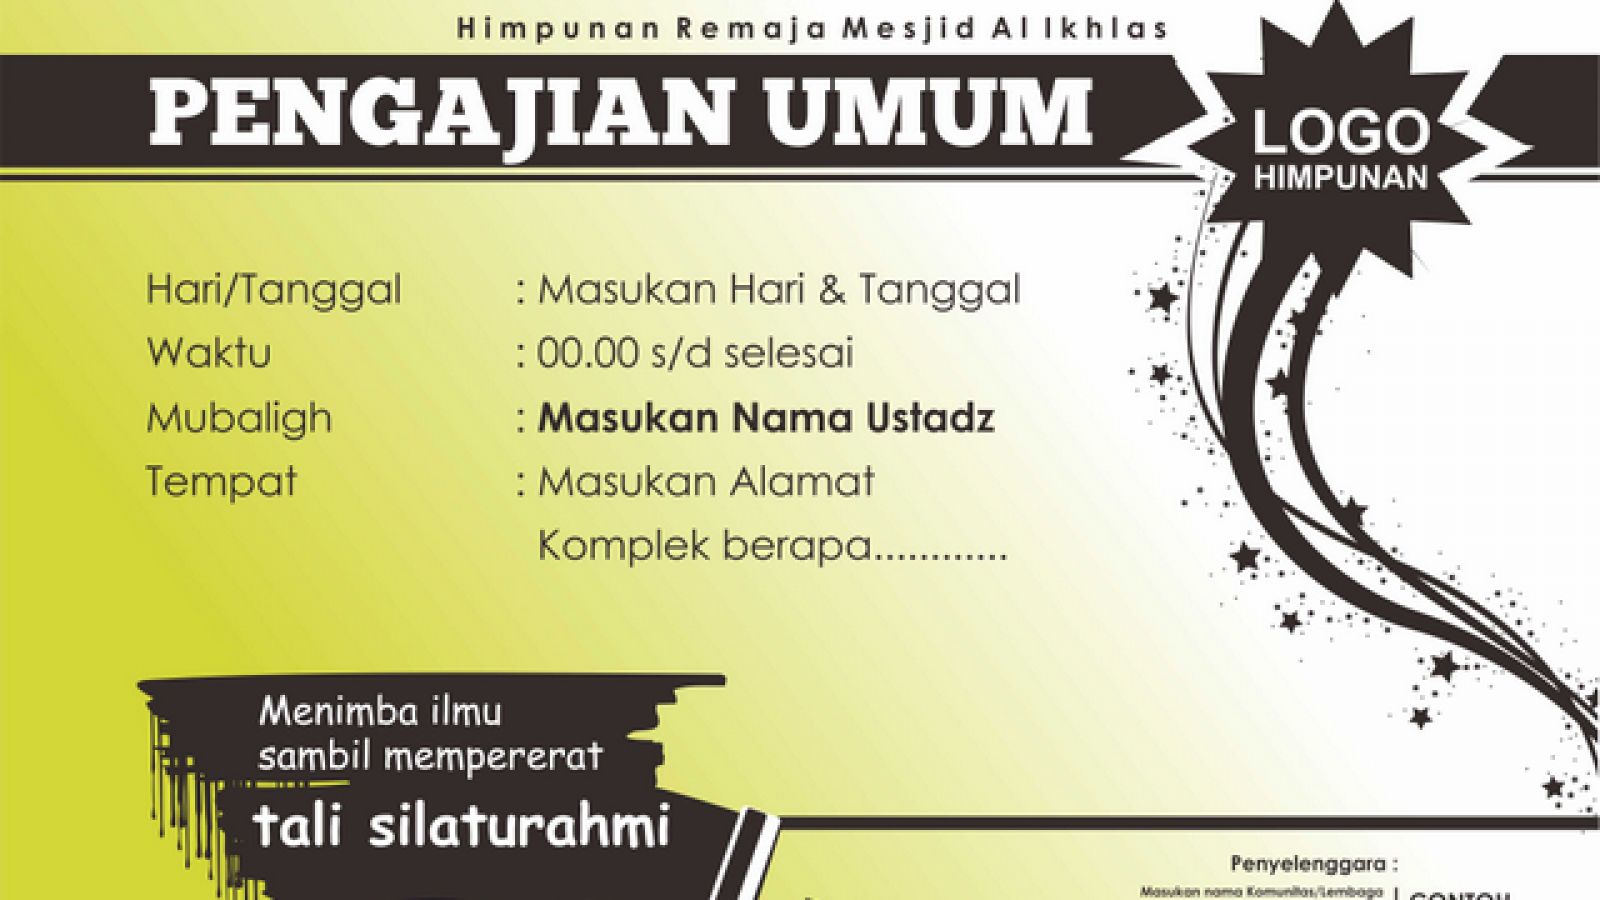 Himpunan Remaja Mesjid Al Ikhlas
PENGAJIAN UMUM
LOGO
HIMPUNAN
Hari/Tanggal : Masukan Hari & Tanggal
Waktu : 00.00 s/d selesai
Mubaligh : Masukan Nama Ustadz
Tempat : Masukan Alamat
Komplek berapa............
Menimba ilmu
sambil mempererat
tali silaturahmi
Penyelenggara :
Masukan nama Komunitas/Lembaga
CONTOH